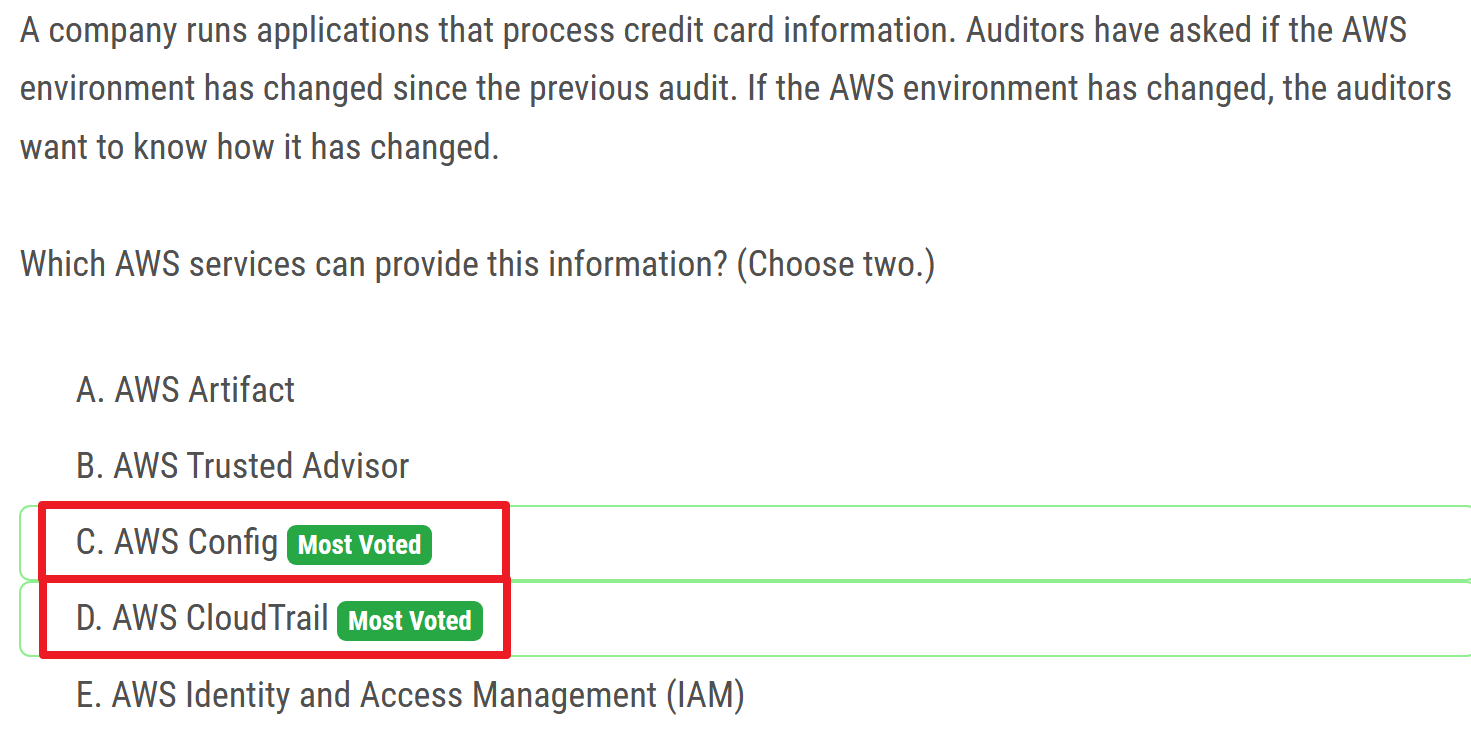 A company runs applications that process credit card information. Auditors have asked if the AWS
environment has changed since the previous audit. If the AWS environment has changed, the auditors
want to know how it has changed.
Which AWS services can provide this information? (Choose two.)
A. AWS Artifact
B. AWS Trusted Advisor
C. AWS Config Most Voted
D. AWS CloudTrail Most Voted
E. AWS Identity and Access Management (IAM)